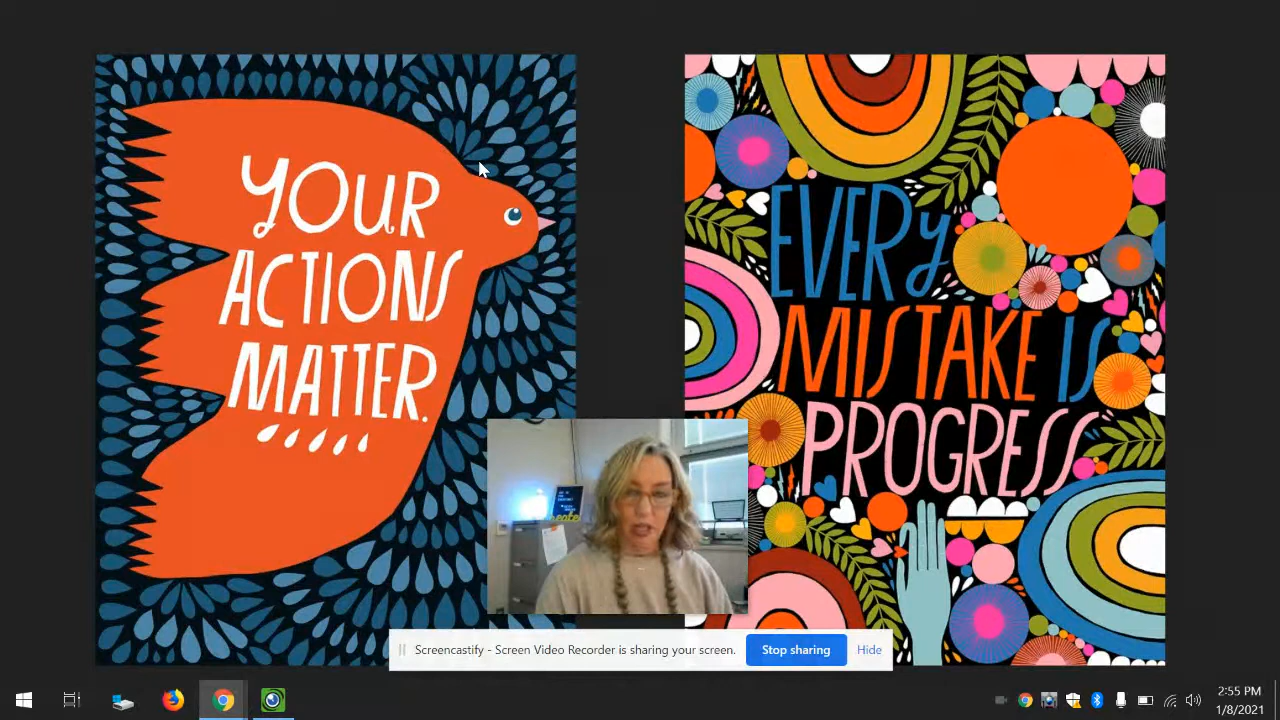 YOUR
ACTIONS
MATTER.
EVERy
MISTAKE IS
PROGRESS
Screencastify - Screen Video Recorder is sharing your screen.
Stop sharing
Hide
2:55 PM
1/8/2021